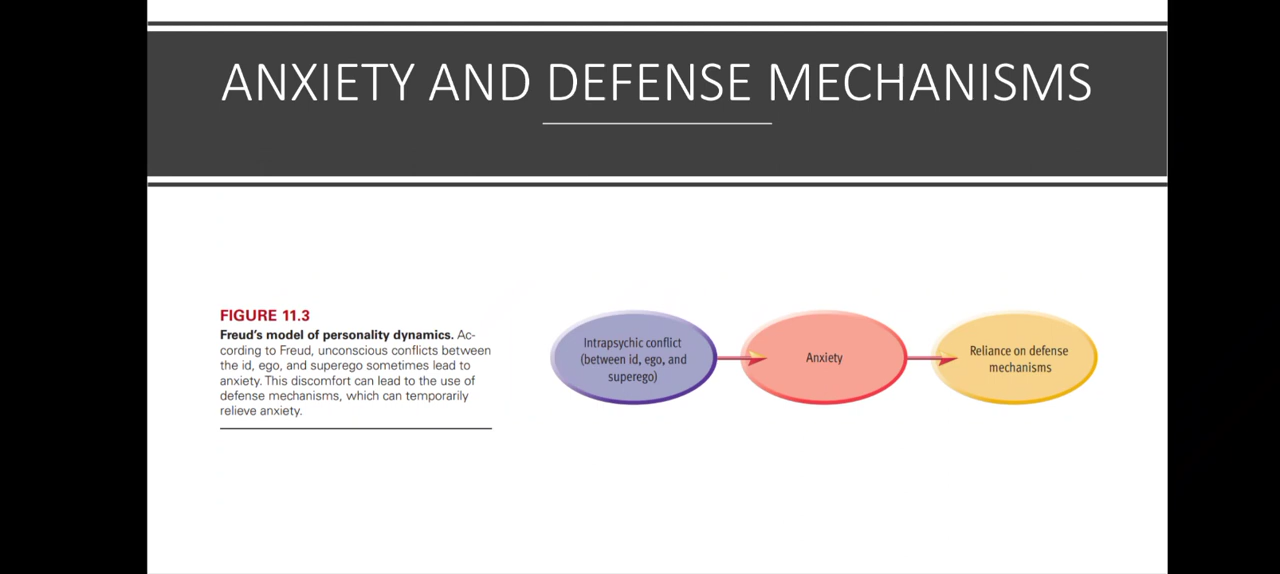 ANXIETY AND DEFENSE MECHANISMS
FIGURE 11.3
Freud's model of personality dynamics. Ac-
cording to Freud, unconscious conflicts between
the id, ego, and superego sometimes lead to
anxiety. This discomfort can lead to the use of
defense mechanisms, which can temporarily
relieve anxiety.
Intrapsychic conflict
(between id, ego, and
superego)
Anxiety
Reliance on defense
mechanisms